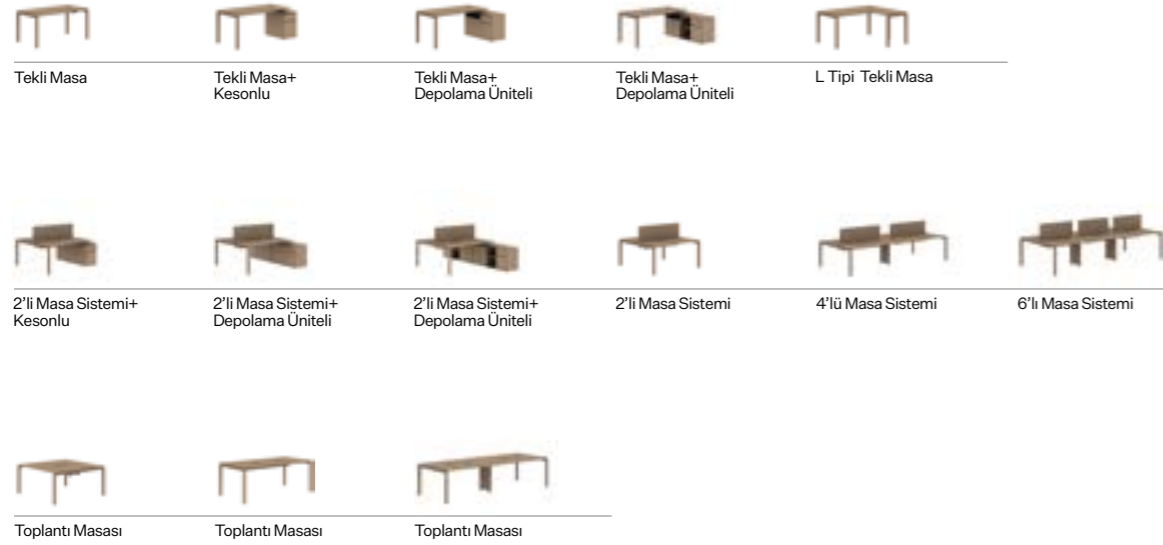 Tekli Masa
Tekli Masa+
Kesonlu
Tekli Masa+
Depolama Üniteli
Tekli Masa+
Depolama Üniteli
L Tipi Tekli Masa
2’li Masa Sistemi+
Kesonlu
2’li Masa Sistemi+
Depolama Üniteli
2’li Masa Sistemi+
Depolama Üniteli
2’li Masa Sistemi
4’lü Masa Sistemi
6’lı Masa Sistemi
Toplantı Masası
Toplantı Masası
Toplantı Masası